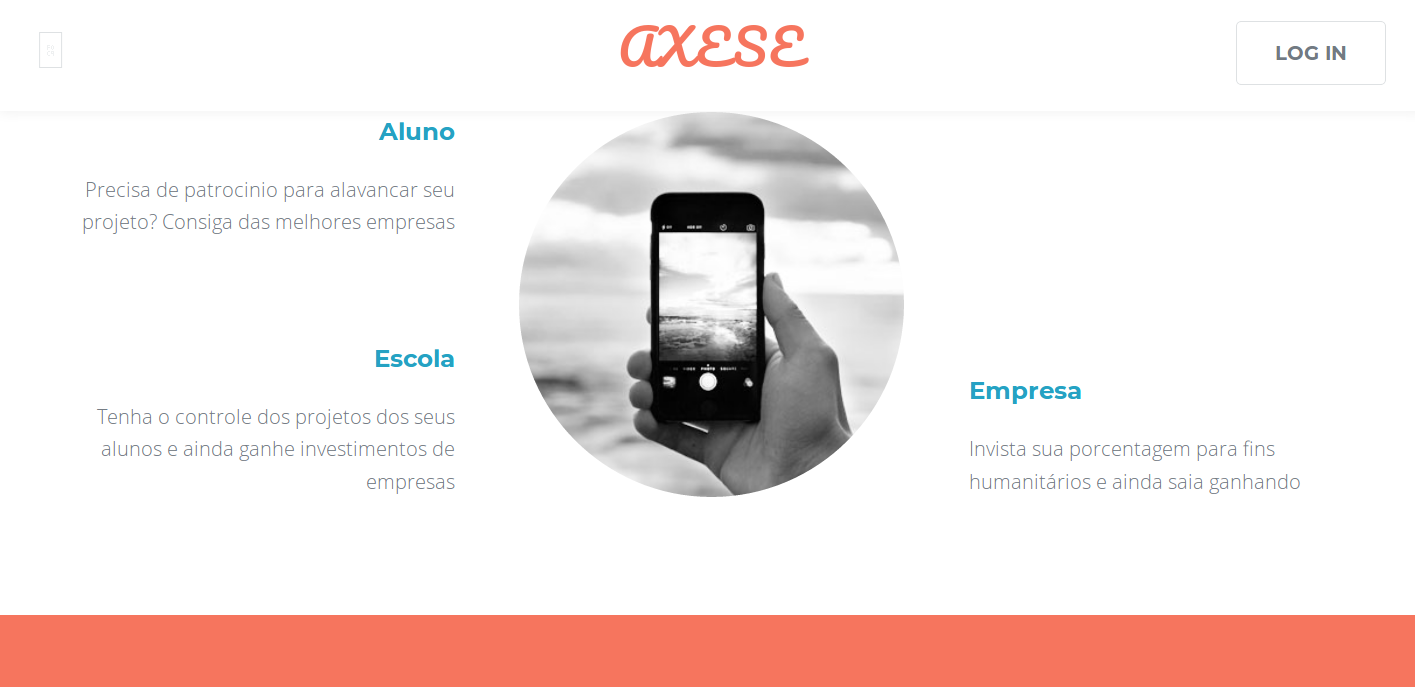 AXESE
LOG IN
Aluno
Precisa de patrocinio para alavancar seu
projeto? Consiga das melhores empresas
Escola
Tenha o controle dos projetos dos seus
alunos e ainda ganhe investimentos de
empresas
PHOTO
SQUARE
Empresa
Invista sua porcentagem para fins
humanitários e ainda saia ganhando